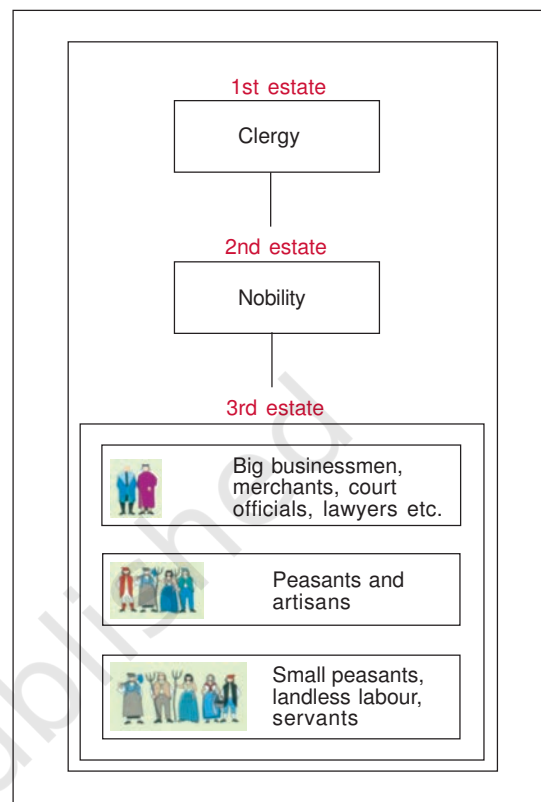 1st estate
Clergy
2nd estate
Nobility
3rd estate
Big businessmen,
merchants, court
officials, lawyers etc.
Peasants and
artisans
Small peasants,
landless labour,
servants